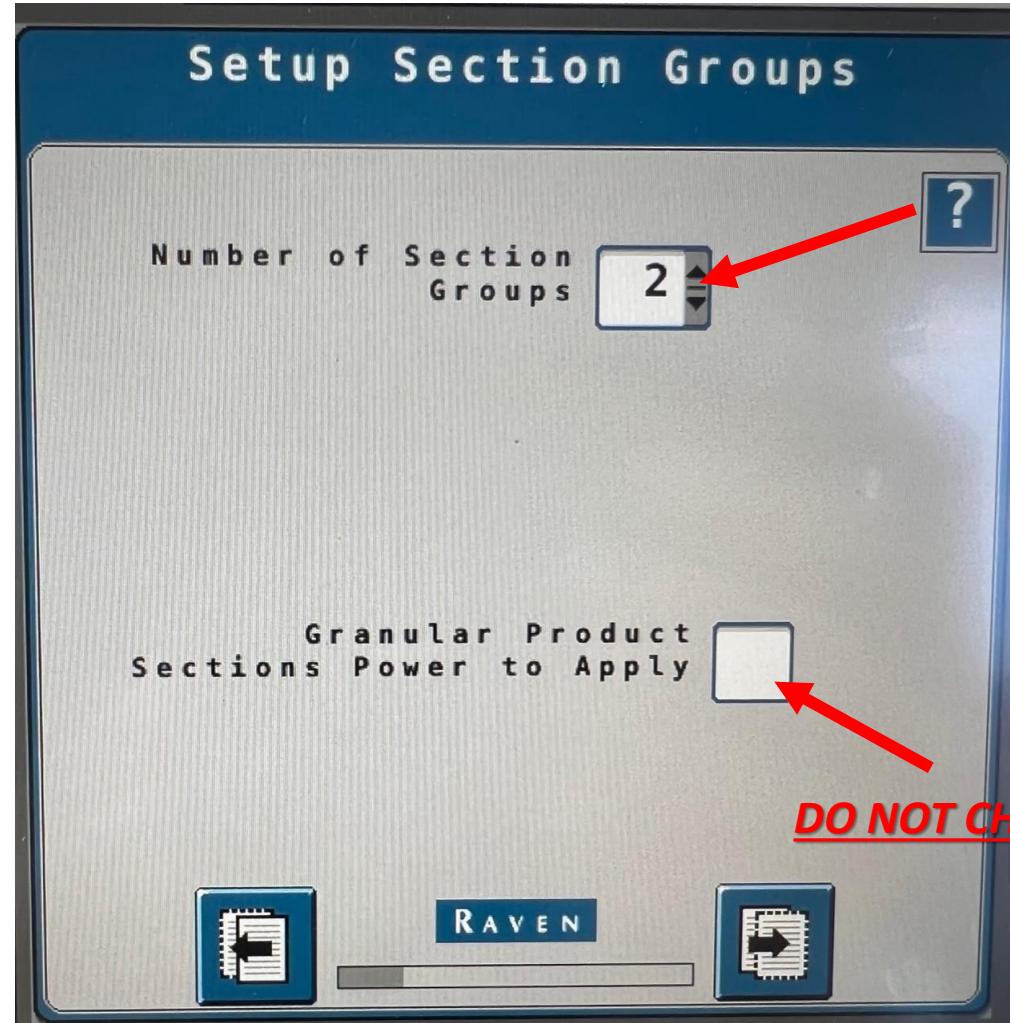 Setup Section Groups
?
Number of Section
Groups
2
Granular Product
Sections Power to Apply
DO NOT CH
RAVEN